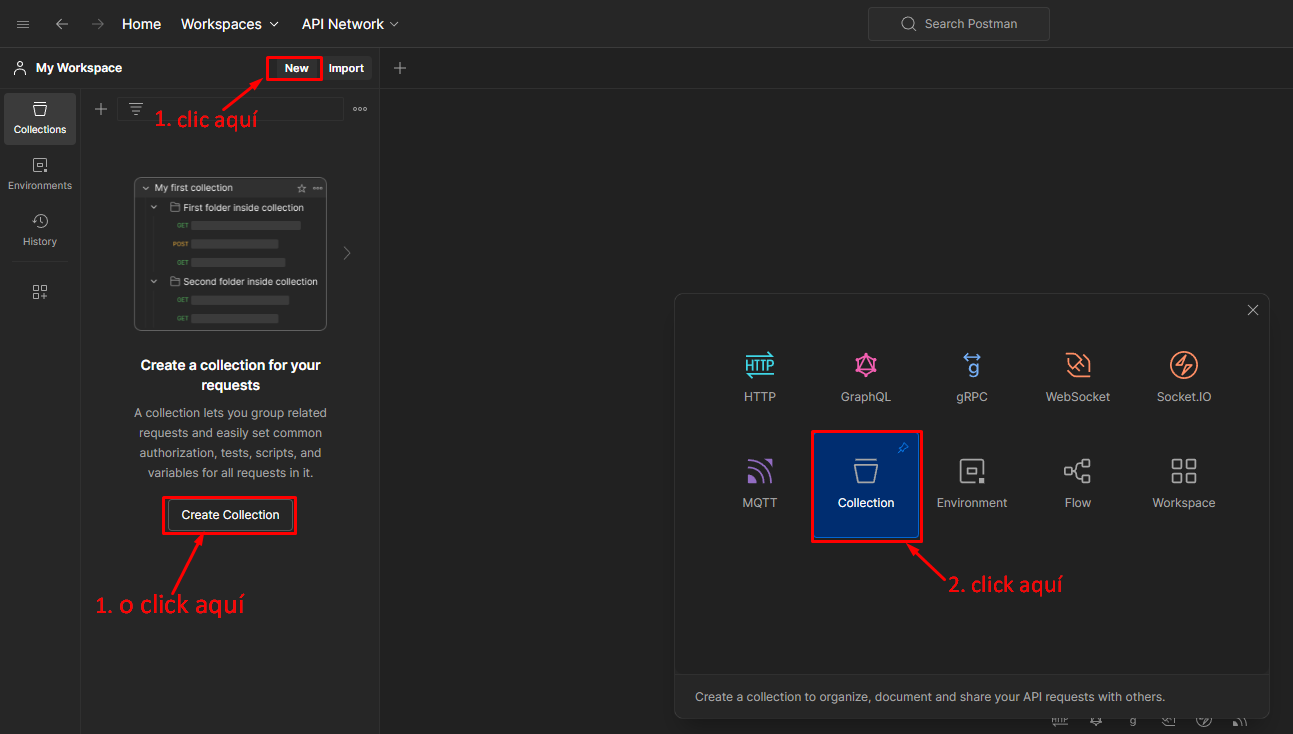 Home Workspaces API Network Search Postman
My Workspace New Import
1. clic aquí
Collections
Environments
History
My first collection
First folder inside collection
GET
POST
GET
Second folder inside collection
GET
GET
Create a collection for your
requests
A collection lets you group related
requests and easily set common
authorization, tests, scripts, and
variables for all requests in it.
Create Collection
1. o click aquí
HTTP
HTTP GraphQL gRPC WebSocket Socket.IO
MQTT Collection Environment Flow Workspace
2. click aquí
Create a collection to organize, document and share your API requests with others.